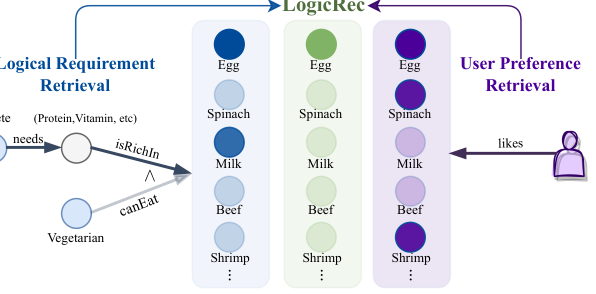 LogicRec
Logical Requirement
Retrieval
User Preference
Retrieval
(Protein,Vitamin, etc)
needs
isRichIn
∧
canEat
Vegetarian
Egg
Spinach
Milk
Beef
Shrimp
⋮
Egg
Spinach
Milk
Beef
Shrimp
⋮
Egg
Spinach
Milk
Beef
Shrimp
⋮
likes